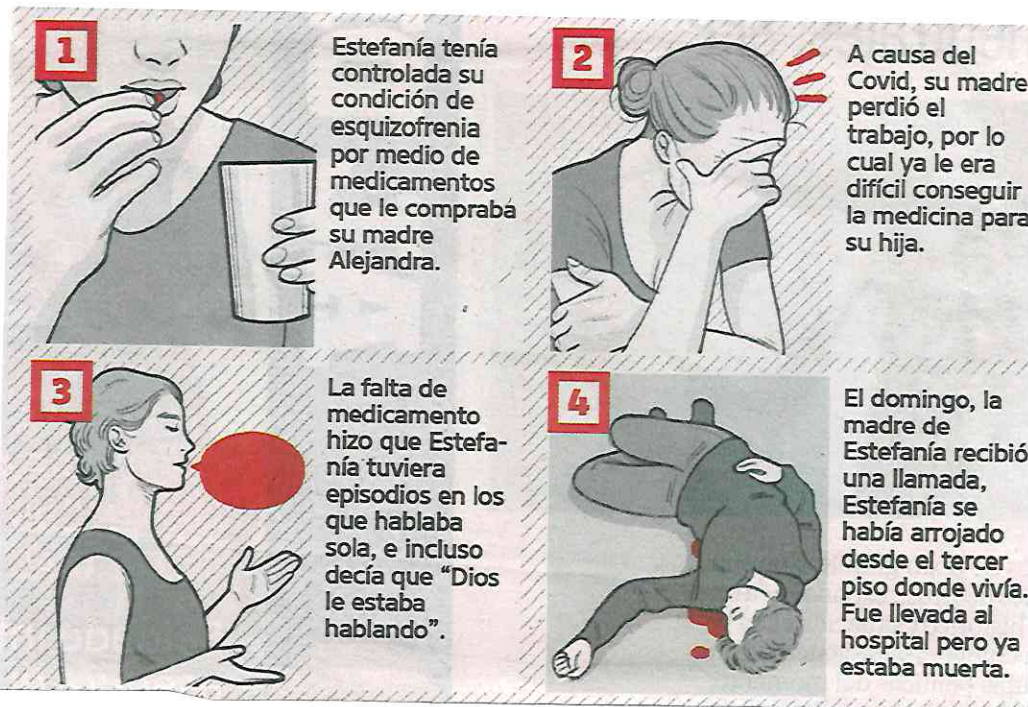 1
Estefanía tenía
controlada su
condición de
esquizofrenia
por medio de
medicamentos
que le comprabá
su madre
Alejandra.
2
A causa del
Covid, su madre
perdió el
trabajo, por lo
cual ya le era
difícil conseguir
la medicina para
su hija.
3
La falta de
medicamento
hizo que Estefa-
nía tuviera
episodios en los
que hablaba
sola, e incluso
decía que “Dios
le estaba
hablando”.
4
El domingo, la
madre de
Estefanía recibió
una llamada,
Estefanía se
había arrojado
desde el tercer
piso donde vivía.
Fue llevada al
hospital pero ya
estaba muerta.